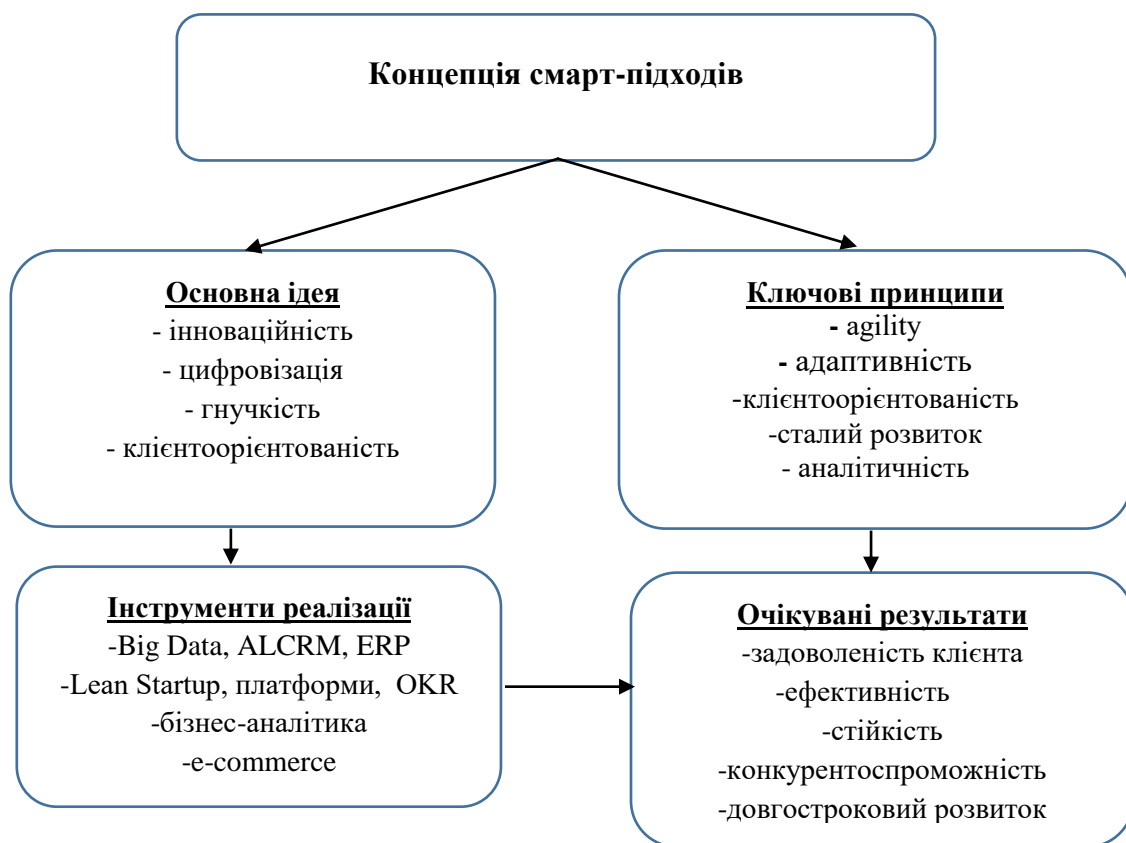 Концепція смарт-підходів
Основна ідея
- інноваційність
- цифровізація
- гнучкість
- клієнтоорієнтованість
Ключові принципи
- agility
- адаптивність
-клієнтоорієнтованість
-сталий розвиток
- аналітичність
Інструменти реалізації
-Big Data, ALCRM, ERP
-Lean Startup, платформи, OKR
-бізнес-аналітика
-e-commerce
Очікувані результати
-задоволеність клієнта
-ефективність
-стійкість
-конкурентоспроможність
-довгостроковий розвиток